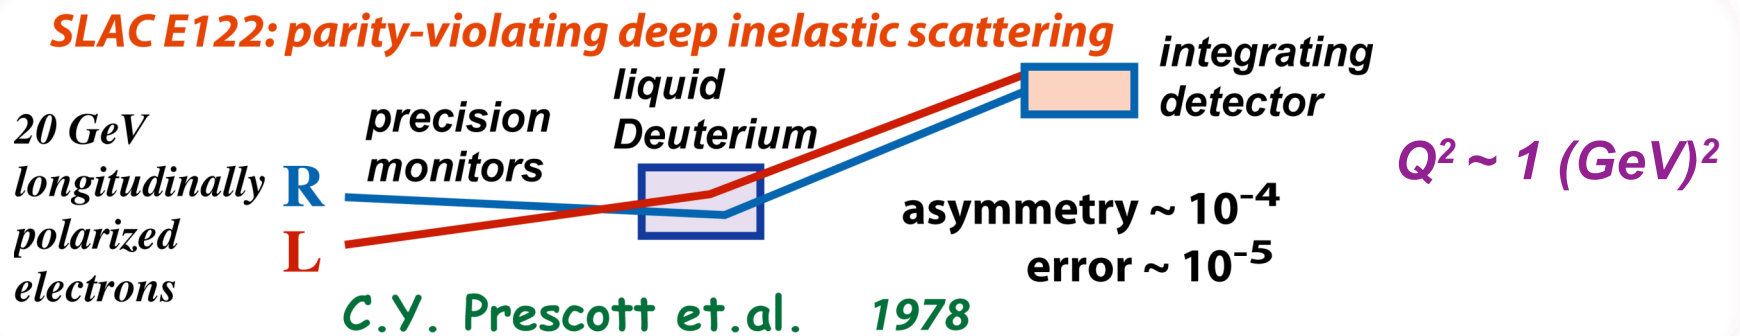 SLAC E122: parity-violating deep inelastic scattering
20 GeV
longitudinally
polarized
electrons
R
L
precision
monitors
liquid
Deuterium
integrating
detector
Q² ~ 1 (GeV)²
asymmetry ~ 10⁻⁴
error ~ 10⁻⁵
C.Y. Prescott et.al. 1978